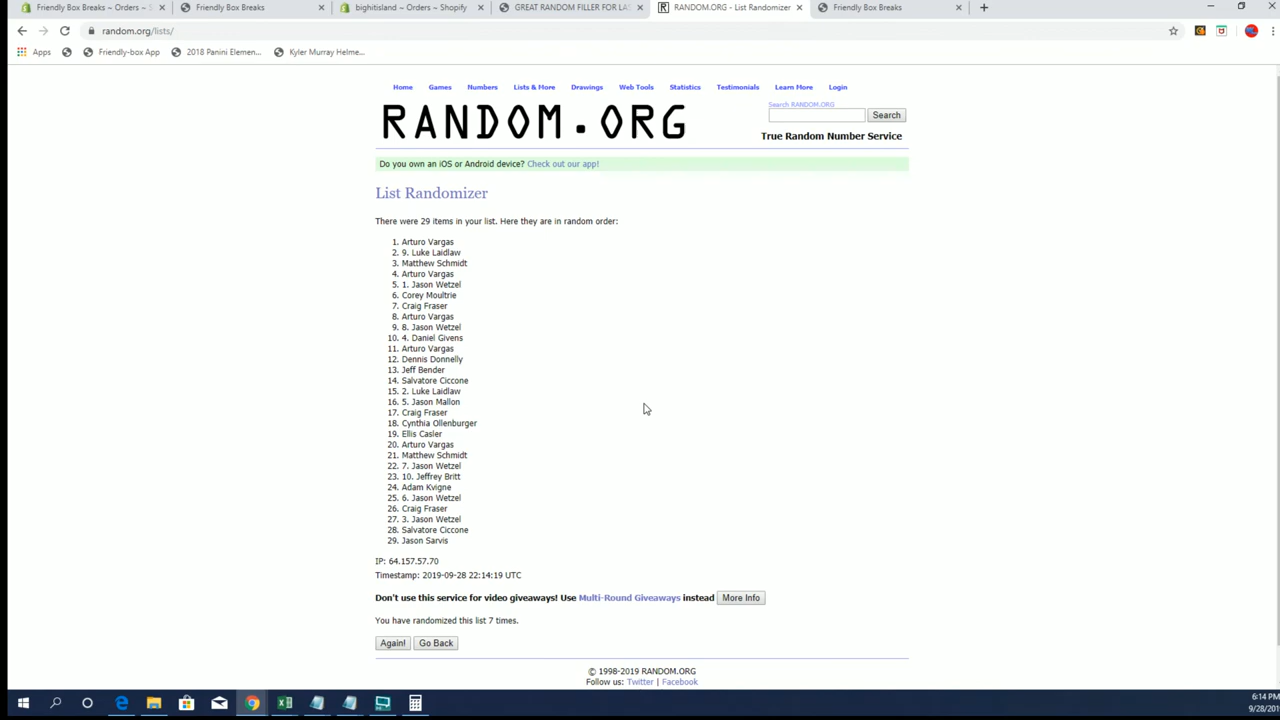 Friendly Box Breaks ~ Orders ~ S
Friendly Box Breaks
bighitisland ~ Orders ~ Shopify
GREAT RANDOM FILLER FOR LAS
RANDOM.ORG - List Randomizer
Friendly Box Breaks
random.org/lists/
Apps
Friendly-box App
2018 Panini Elemen...
Kyler Murray Helme...
Home Games Numbers Lists & More Drawings Web Tools Statistics Testimonials Learn More Login
RANDOM.ORG
Search RANDOM.ORG
Search
True Random Number Service
Do you own an iOS or Android device? Check out our app!
List Randomizer
There were 29 items in your list. Here they are in random order:
1. Arturo Vargas
2. 9. Luke Laidlaw
3. Matthew Schmidt
4. Arturo Vargas
5. 1. Jason Wetzel
6. Corey Moultrie
7. Craig Fraser
8. Arturo Vargas
9. 8. Jason Wetzel
10. 4. Daniel Givens
11. Arturo Vargas
12. Dennis Donnelly
13. Jeff Bender
14. Salvatore Ciccone
15. 2. Luke Laidlaw
16. 5. Jason Mallon
17. Craig Fraser
18. Cynthia Ollenburger
19. Ellis Casler
20. Arturo Vargas
21. Matthew Schmidt
22. 7. Jason Wetzel
23. 10. Jeffrey Britt
24. Adam Kvigne
25. 6. Jason Wetzel
26. Craig Fraser
27. 3. Jason Wetzel
28. Salvatore Ciccone
29. Jason Sarvis
IP: 64.157.57.70
Timestamp: 2019-09-28 22:14:19 UTC
Don't use this service for video giveaways! Use Multi-Round Giveaways instead More Info
You have randomized this list 7 times.
Again! Go Back
© 1998-2019 RANDOM.ORG
Follow us: Twitter | Facebook
6:14 PM
9/28/201